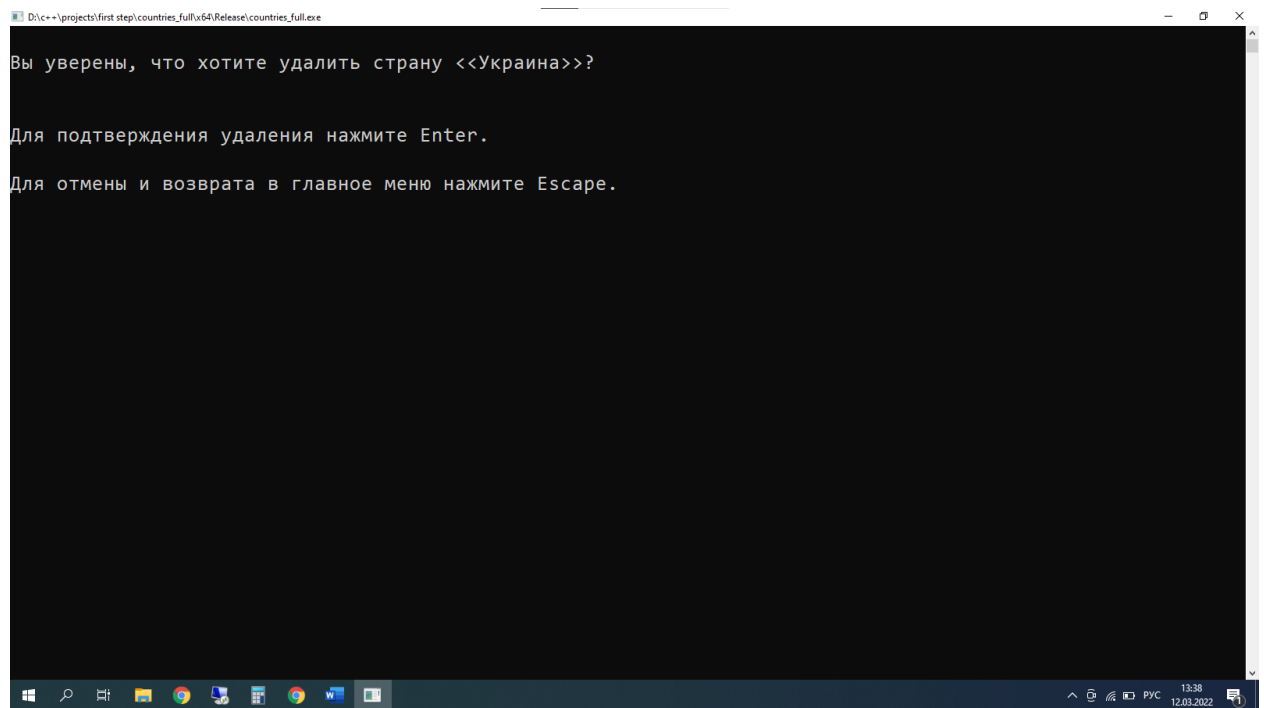 D:\c++\projects\first step\countries_full\x64\Release\countries_full.exe
Вы уверены, что хотите удалить страну <<Украина>>?
Для подтверждения удаления нажмите Enter.
Для отмены и возврата в главное меню нажмите Escape.
РУС
13:38
12.03.2022
1